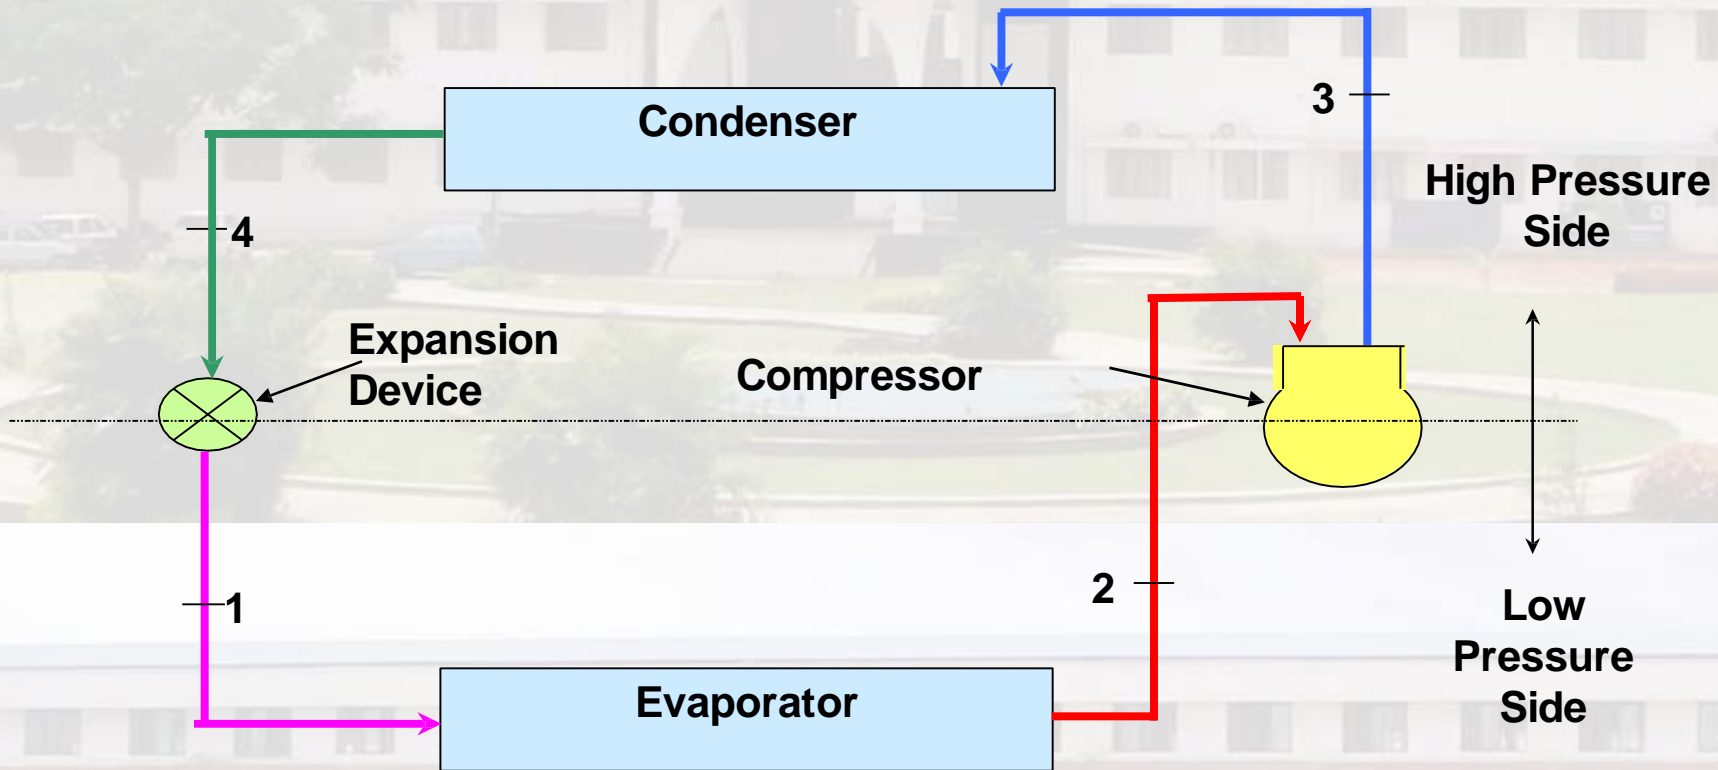 Condenser
3
High Pressure
Side
4
Expansion
Device
Compressor
2
1
Low
Pressure
Side
Evaporator